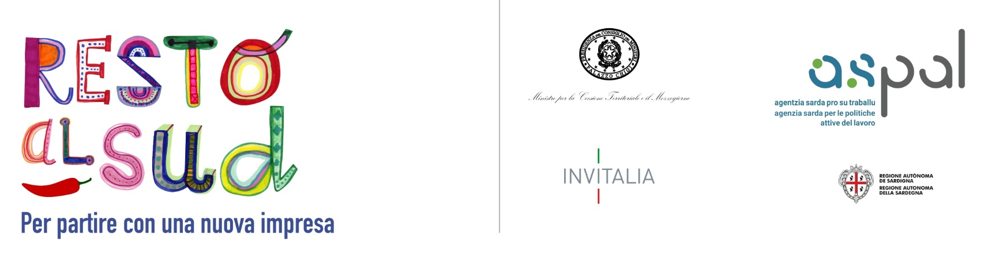 RESTO
aL sud
Per partire con una nuova impresa
PRESIDENZA DEL CONSIGLIO DEI MINISTRI
PALAZZO CHIGI
Ministro per la Coesione Territoriale e il Mezzogiorno
INVITALIA
aspal
agentzia sarda pro su traballu
agenzia sarda per le politiche
attive del lavoro
REGIONE AUTÒNOMA
DE SARDIGNA
REGIONE AUTONOMA
DELLA SARDEGNA